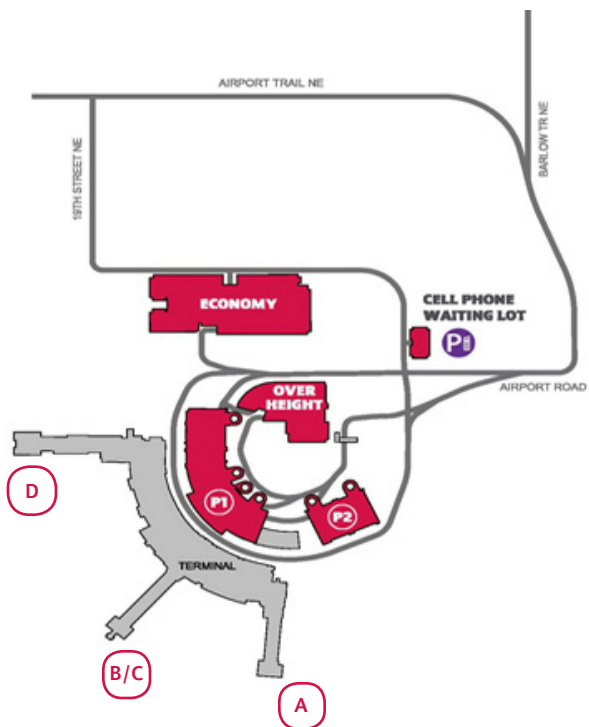 AIRPORT TRAIL NE
BARLOW TR NE
19TH STREET NE
ECONOMY
CELL PHONE
WAITING LOT
P
AIRPORT ROAD
OVER
HEIGHT
D
P1
P2
TERMINAL
B/C
A